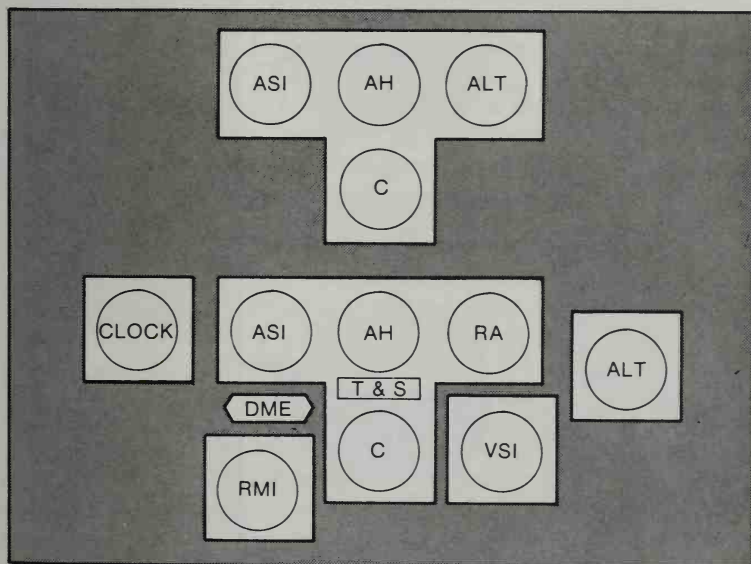 ASI AH ALT
C
CLOCK ASI AH RA
ALT
T & S
DME
C VSI
RMI